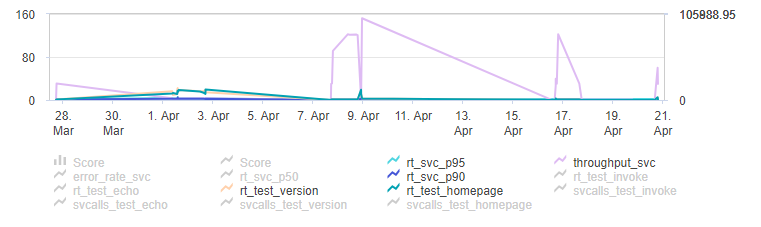 160
105888.95
80
0
0
28. Mar
30. Mar
1. Apr
3. Apr
5. Apr
7. Apr
9. Apr
11. Apr
13. Apr
15. Apr
17. Apr
19. Apr
21. Apr
Score
Score
rt_svc_p95
throughput_svc
error_rate_svc
rt_svc_p50
rt_svc_p90
rt_test_invoke
rt_test_echo
rt_test_version
rt_test_homepage
svcalls_test_invoke
svcalls_test_echo
svcalls_test_version
svcalls_test_homepage